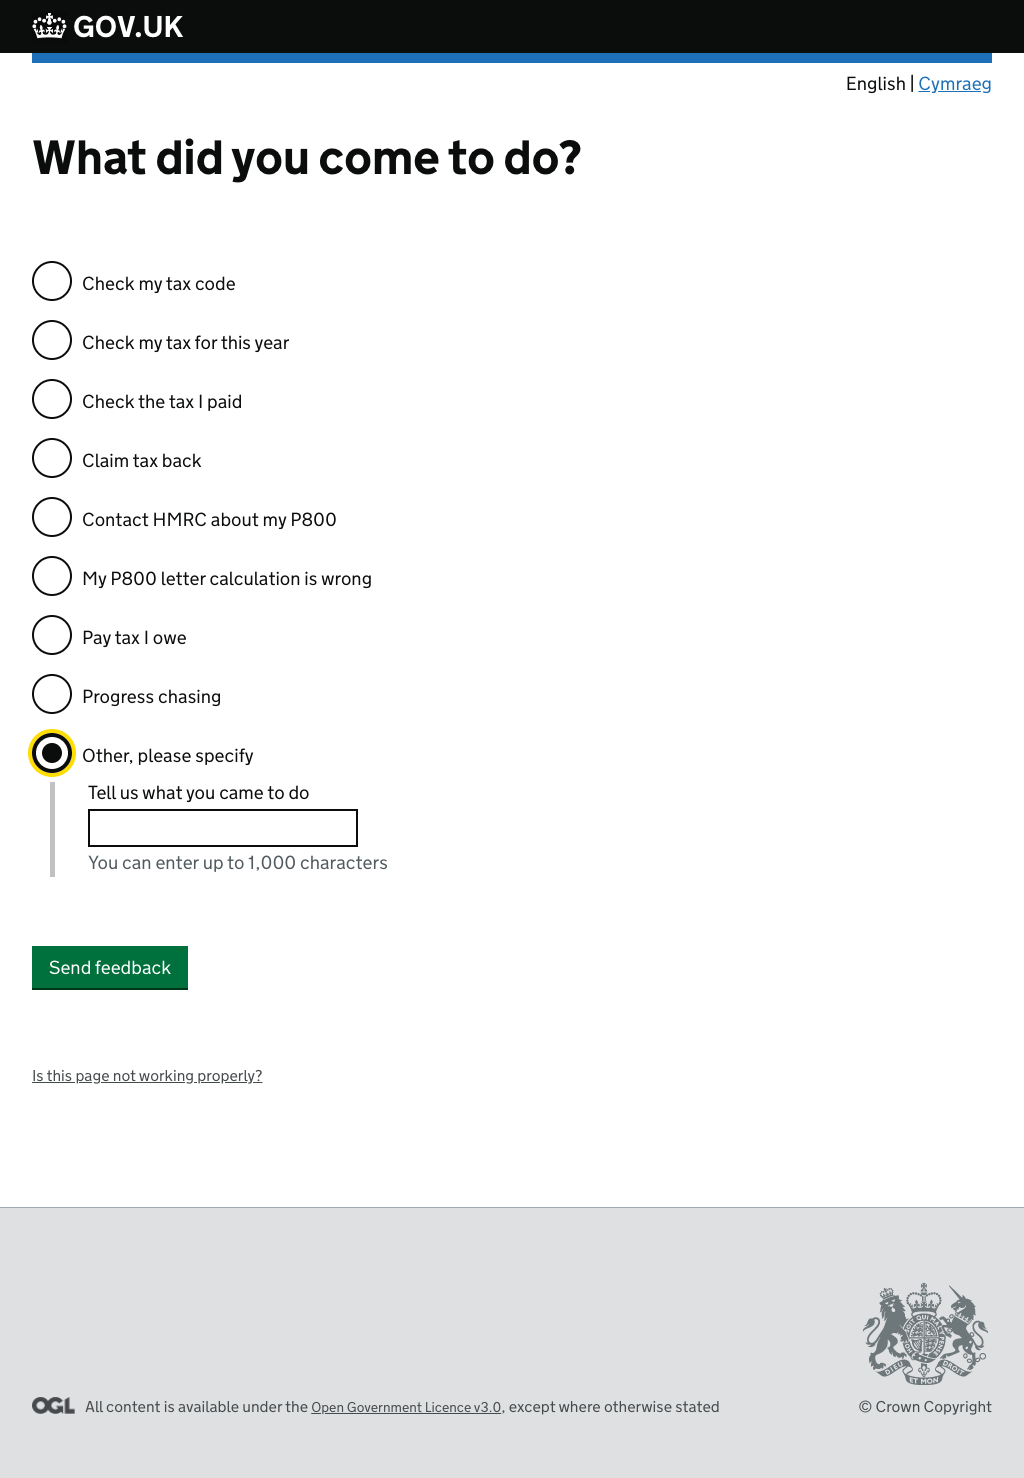 GOV.UK
English | Cymraeg
What did you come to do?
Check my tax code
Check my tax for this year
Check the tax I paid
Claim tax back
Contact HMRC about my P800
My P800 letter calculation is wrong
Pay tax I owe
Progress chasing
Other, please specify
Tell us what you came to do
You can enter up to 1,000 characters
Send feedback
Is this page not working properly?
DIEU ET MON DROIT
OGL All content is available under the Open Government Licence v3.0, except where otherwise stated
© Crown Copyright